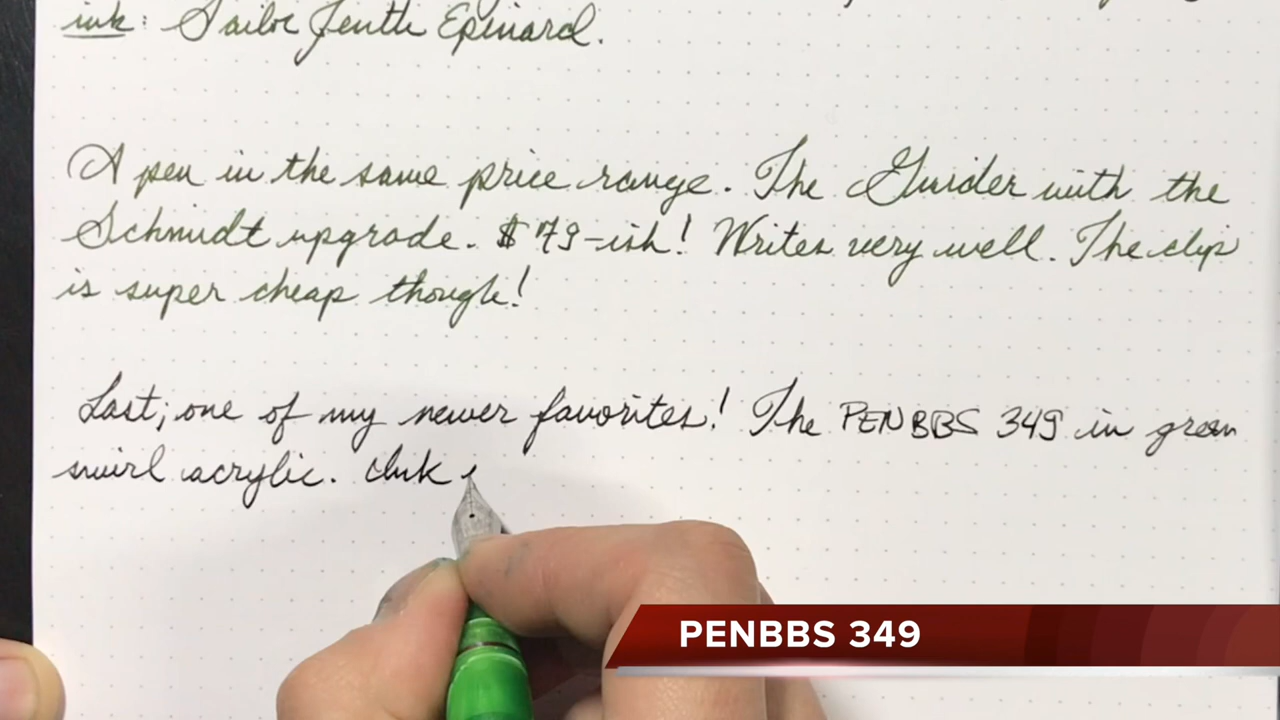 ink: Sailor Jentle Epinard.
A pen in the same price range. The Guider with the
Schmidt upgrade. $79-ish! Writes very well. The clip
is super cheap though!
Last, one of my newer favorites! The PENBBS 349 in green
swirl acrylic. Ink
PENBBS 349